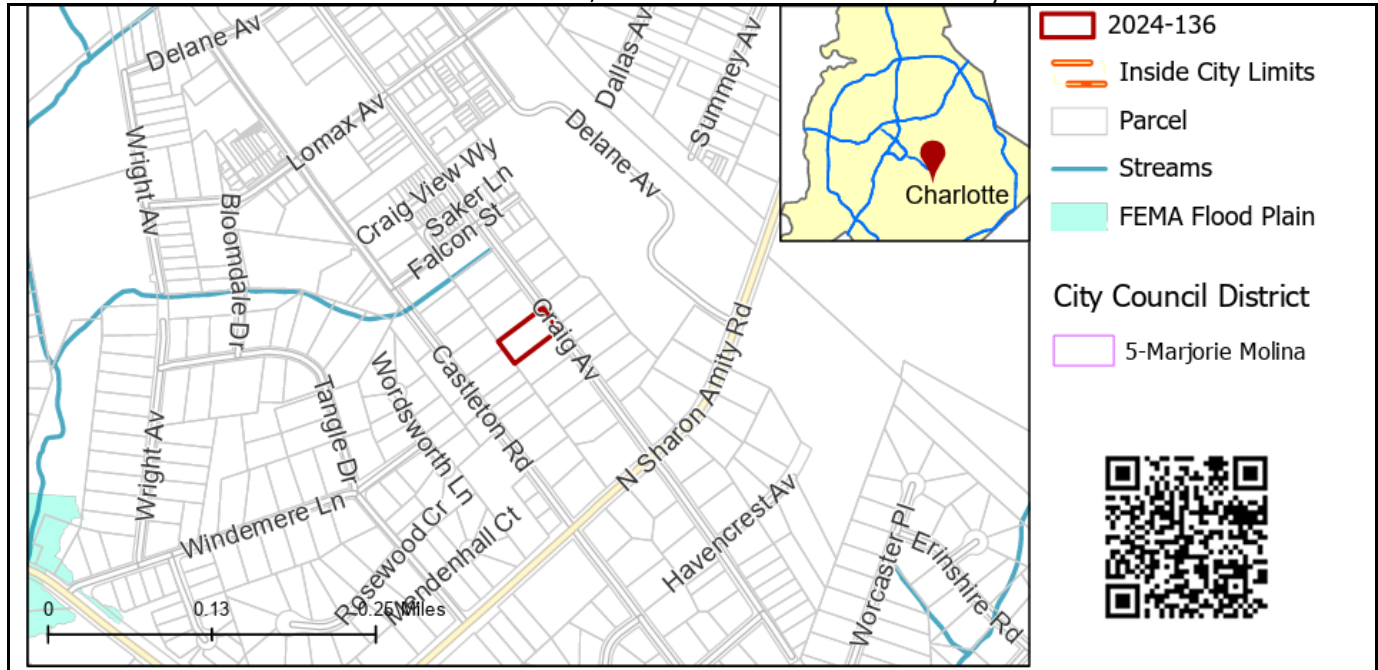 Delane Av
Dallas Av
Summey Av
Lomax Av
Wright Av
Delane Av
Craig View Wy
Saker Ln
Falcon St
Bloomdale Dr
Craig Av
Castleton Rd
N Sharon Amity Rd
Wordsworth Ln
Tangle Dr
Wright Av
Windemere Ln
Rosewood Cr
Mendenhall Ct
Havencrest Av
Worcaster Pl
Erinshire Rd
0 0.13 0.25 Miles
Charlotte
2024-136
Inside City Limits
Parcel
Streams
FEMA Flood Plain
City Council District
5-Marjorie Molina